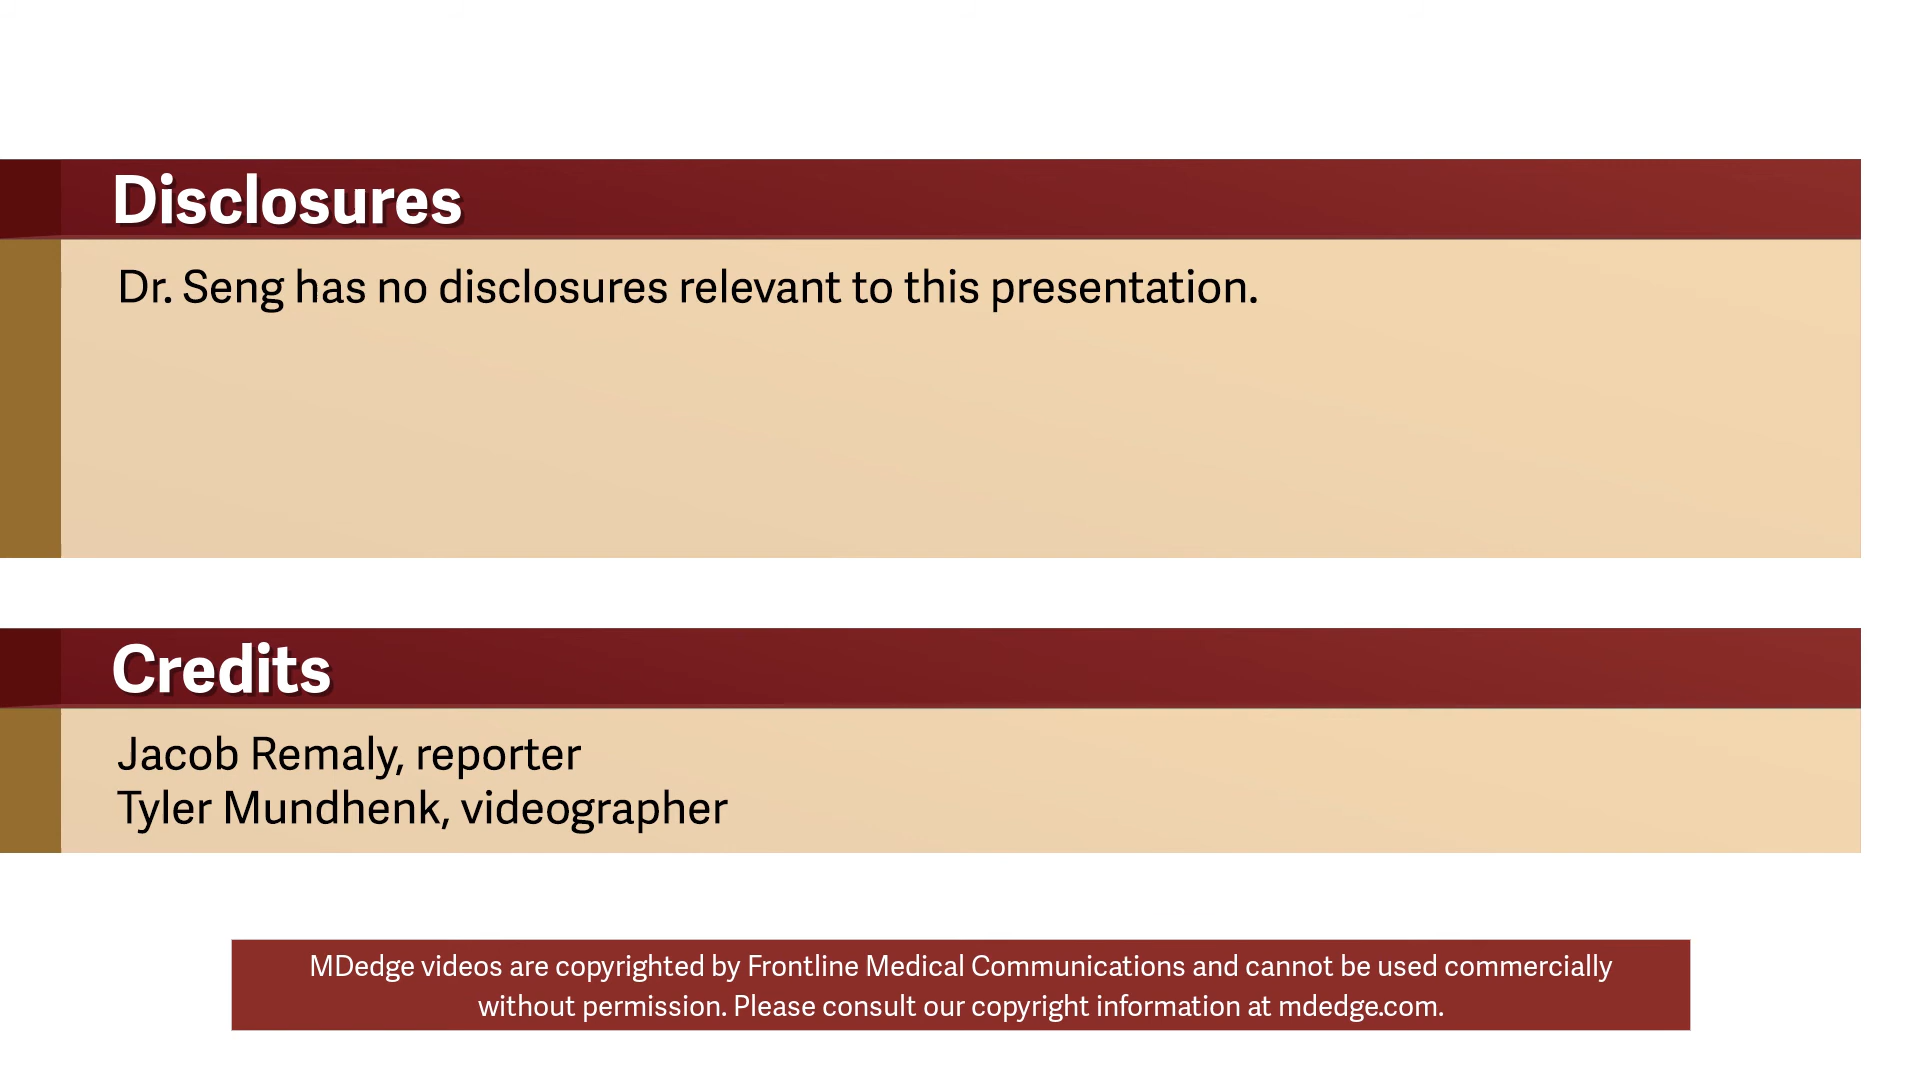 Disclosures
Dr. Seng has no disclosures relevant to this presentation.
Credits
Jacob Remaly, reporter
Tyler Mundhenk, videographer
MDedge videos are copyrighted by Frontline Medical Communications and cannot be used commercially
without permission. Please consult our copyright information at mdedge.com.